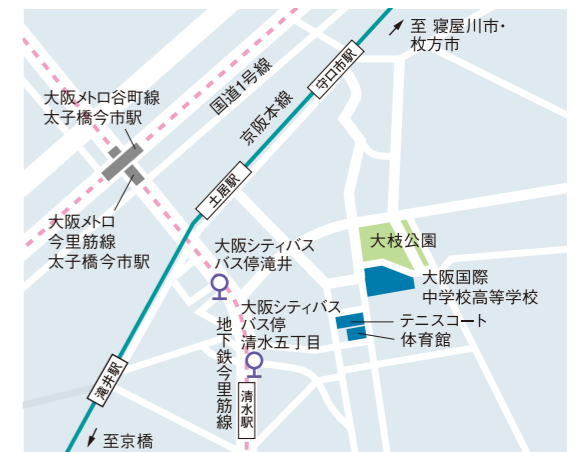 至 寝屋川市・
枚方市
守口市駅
国道1号線
京阪本線
大阪メトロ谷町線
太子橋今市駅
土居駅
大阪メトロ
今里筋線
太子橋今市駅
大阪シティバス
バス停滝井
大枝公園
大阪国際
中学校高等学校
大阪シティバス
バス停
清水五丁目
テニスコート
体育館
地下鉄今里筋線
滝井駅
清水駅
至京橋